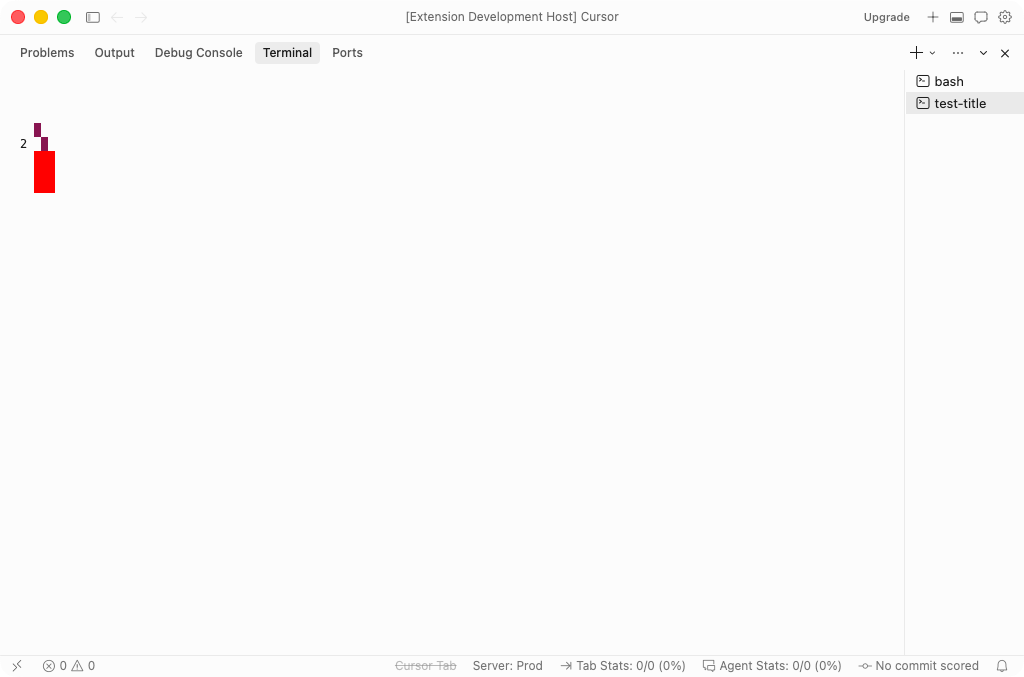 [Extension Development Host] Cursor
Upgrade
Problems Output Debug Console Terminal Ports
bash
test-title
2
0 0 Cursor Tab Server: Prod Tab Stats: 0/0 (0%) Agent Stats: 0/0 (0%) No commit scored